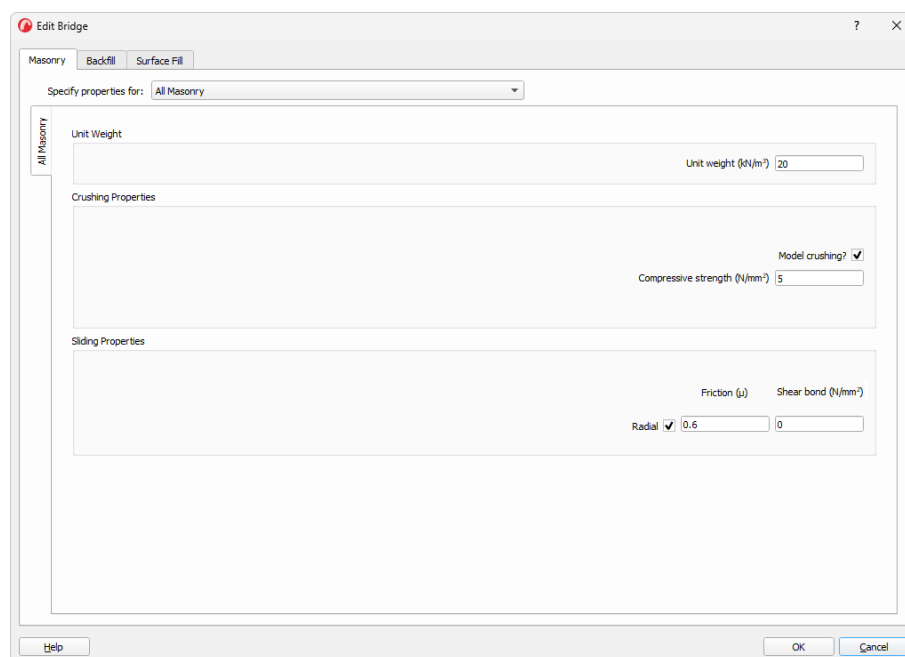 Edit Bridge ?
Masonry Backfill Surface Fill
Specify properties for: All Masonry
All Masonry
Unit Weight
Unit weight (kN/m³) 20
Crushing Properties
Model crushing?
Compressive strength (N/mm²) 5
Sliding Properties
Friction (μ) Shear bond (N/mm²)
Radial 0.6 0
Help OK Cancel